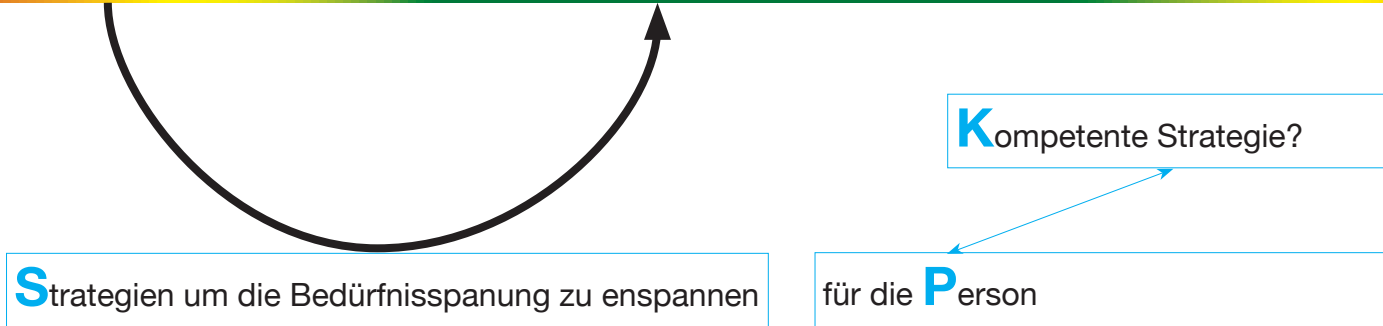 Kompetente Strategie?
Strategien um die Bedürfnisspanung zu enspannen
für die Person